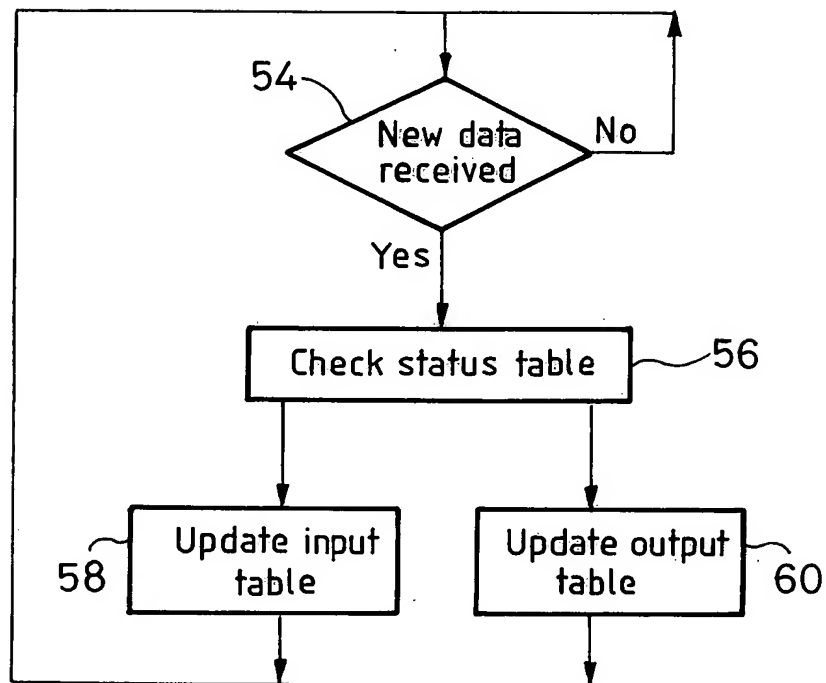 54
New data
received
No
Yes
Check status table
56
Update input
table
58
Update output
table
60